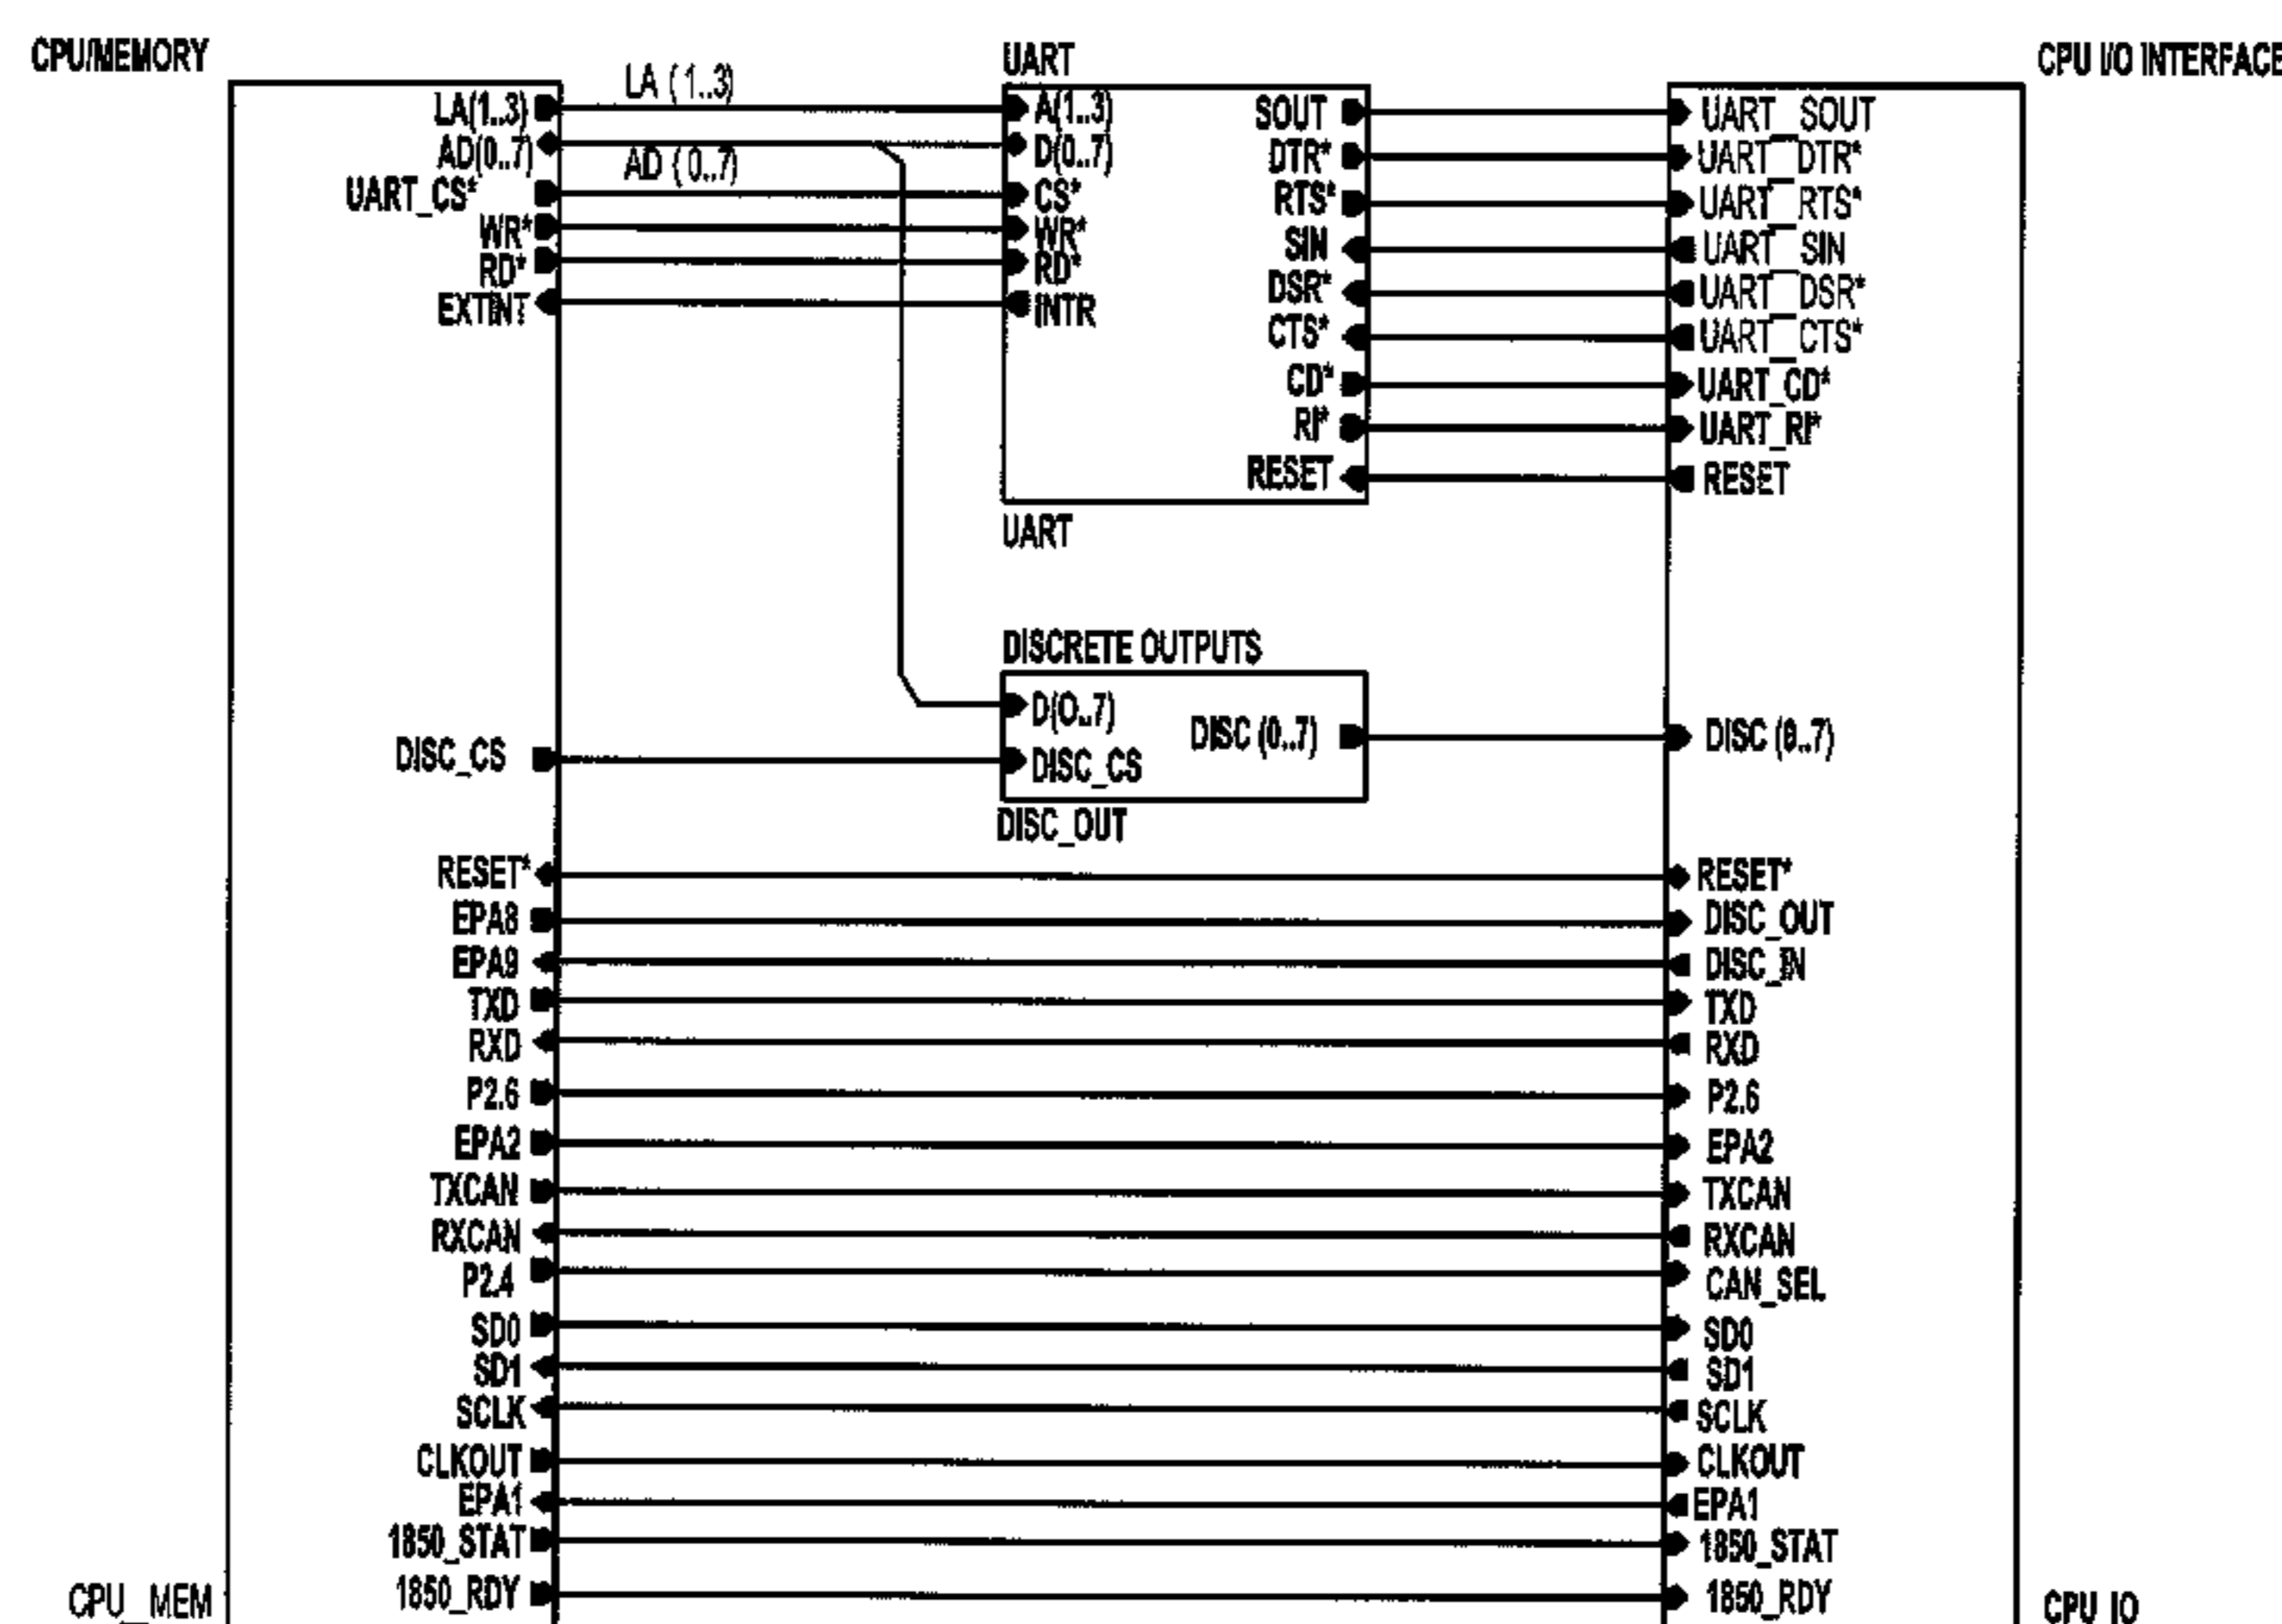 CPU/MEMORY
UART
CPU I/O INTERFACE
LA(1..3)
LA (1..3)
A(1..3)
SOUT
UART_SOUT
AD(0..7)
AD (0..7)
D(0..7)
DTR*
UART_DTR*
UART_CS*
CS*
RTS*
UART_RTS*
WR*
WR*
SIN
UART_SIN
RD*
RD*
DSR*
UART_DSR*
EXTINT
INTR
CTS*
UART_CTS*
CD*
UART_CD*
RI*
UART_RI*
RESET
RESET
UART
DISCRETE OUTPUTS
D(O..7)
DISC (0..7)
DISC (0..7)
DISC_CS
DISC_CS
DISC_OUT
RESET*
RESET*
EPA8
DISC_OUT
EPA9
DISC_IN
TXD
TXD
RXD
RXD
P2.6
P2.6
EPA2
EPA2
TXCAN
TXCAN
RXCAN
RXCAN
P2.4
CAN_SEL
SD0
SD0
SD1
SD1
SCLK
SCLK
CLKOUT
CLKOUT
EPA1
EPA1
1850_STAT
1850_STAT
1850_RDY
1850_RDY
CPU_MEM
CPU_IO